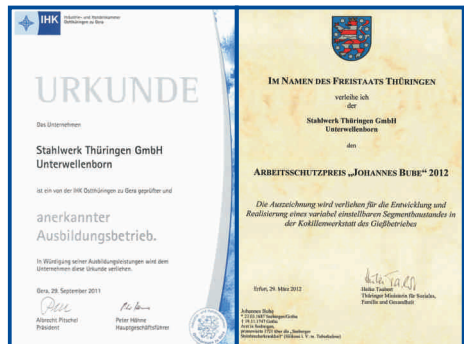 IHK
Industrie- und Handelskammer
Ostthüringen zu Gera
URKUNDE
Das Unternehmen
Stahlwerk Thüringen GmbH
Unterwellenborn
ist ein von der IHK Ostthüringen zu Gera geprüfter und
anerkannter
Ausbildungsbetrieb.
In Würdigung seiner Ausbildungsleistungen wird dem
Unternehmen diese Urkunde verliehen.
Gera, 29. September 2011
Albrecht Pitschel
Präsident
Peter Höhne
Hauptgeschäftsführer
IM NAMEN DES FREISTAATS THÜRINGEN
verleihe ich
der
Stahlwerk Thüringen GmbH
Unterwellenborn
den
ARBEITSSCHUTZPREIS „JOHANNES BUBE“ 2012
Die Auszeichnung wird verliehen für die Entwicklung und
Realisierung eines variabel einstellbaren Segmentbaustandes in
der Kokillenwerkstatt des Gießbetriebes
Erfurt, 29. März 2012
Heike Taubert
Thüringer Ministerin für Soziales,
Familie und Gesundheit
Johannes Bube
Arzt in Seebergen,